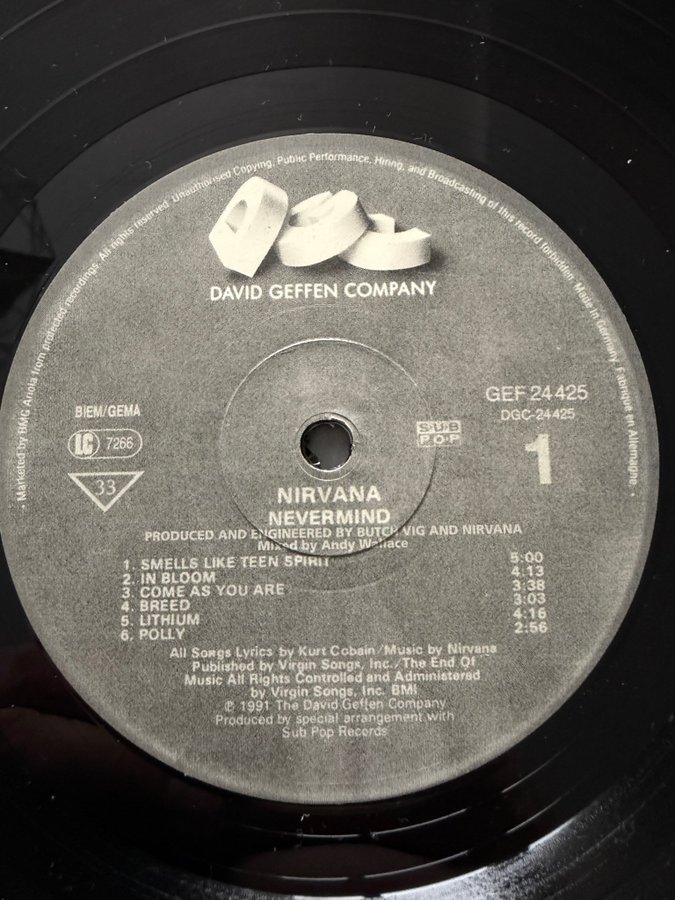 Marketed by BMG Ariola from protected recordings. All rights reserved. Unauthorised Copying, Public Performance, Hiring, and Broadcasting of this record forbidden. Made in Germany. Fabriqué en Allemagne
DGC
DAVID GEFFEN COMPANY
BIEM/GEMA
LC 7266
33
SUB
POP
GEF 24425
DGC-24425
1
NIRVANA
NEVERMIND
PRODUCED AND ENGINEERED BY BUTCH VIG AND NIRVANA
Mixed by Andy Wallace
1. SMELLS LIKE TEEN SPIRIT 5:00
2. IN BLOOM 4:13
3. COME AS YOU ARE 3:38
4. BREED 3:03
5. LITHIUM 4:16
6. POLLY 2:56
All Songs Lyrics by Kurt Cobain/Music by Nirvana
Published by Virgin Songs, Inc./The End Of
Music All Rights Controlled and Administered
by Virgin Songs, Inc. BMI
℗ 1991 The David Geffen Company
Produced by special arrangement with
Sub Pop Records